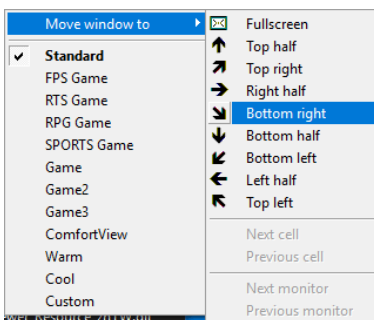 Move window to
Standard
FPS Game
RTS Game
RPG Game
SPORTS Game
Game
Game2
Game3
ComfortView
Warm
Cool
Custom
Fullscreen
Top half
Top right
Right half
Bottom right
Bottom half
Bottom left
Left half
Top left
Next cell
Previous cell
Next monitor
Previous monitor